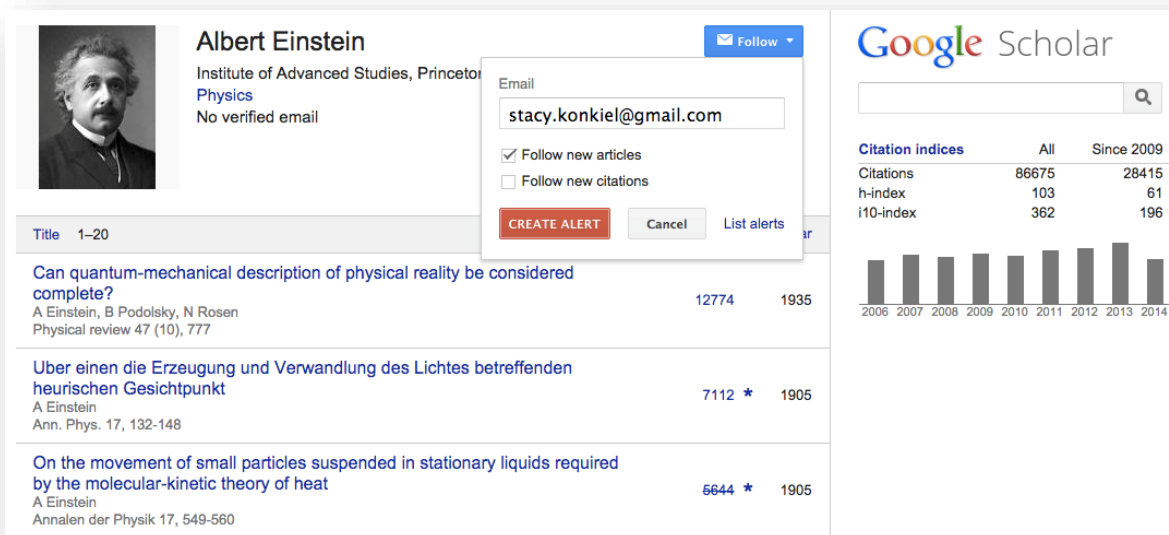 Albert Einstein
Institute of Advanced Studies, Princeton
Physics
No verified email
Follow
Email
stacy.konkiel@gmail.com
Follow new articles
Follow new citations
CREATE ALERT Cancel List alerts
Title 1–20 ar
Can quantum-mechanical description of physical reality be considered
complete?
A Einstein, B Podolsky, N Rosen
Physical review 47 (10), 777
12774 1935
Uber einen die Erzeugung und Verwandlung des Lichtes betreffenden
heurischen Gesichtpunkt
A Einstein
Ann. Phys. 17, 132-148
7112 * 1905
On the movement of small particles suspended in stationary liquids required
by the molecular-kinetic theory of heat
A Einstein
Annalen der Physik 17, 549-560
5644 * 1905
Google Scholar
Citation indices All Since 2009
Citations 86675 28415
h-index 103 61
i10-index 362 196
2006 2007 2008 2009 2010 2011 2012 2013 2014